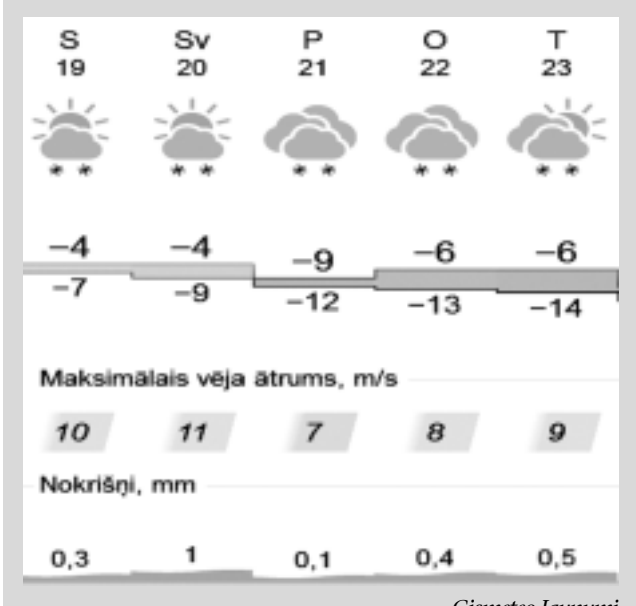 S Sv P O T
19 20 21 22 23
−4 −4 −9 −6 −6
−7 −9 −12 −13 −14
Maksimālais vēja ātrums, m/s
10 11 7 8 9
Nokrišņi, mm
0,3 1 0,1 0,4 0,5